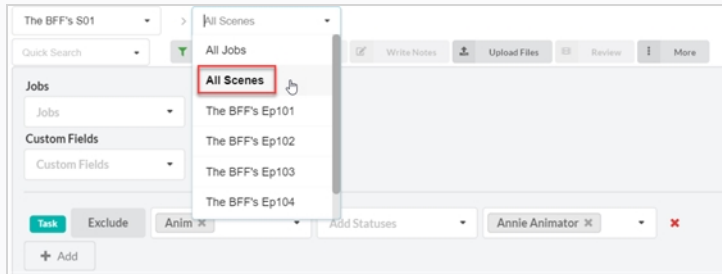 The BFF's S01 > All Scenes
Quick Search Write Notes Upload Files Review More
All Jobs
Jobs
All Scenes
Jobs
The BFF's Ep101
Custom Fields
The BFF's Ep102
Custom Fields
The BFF's Ep103
The BFF's Ep104
Task Exclude Anim × Add Statuses Annie Animator ×
+ Add